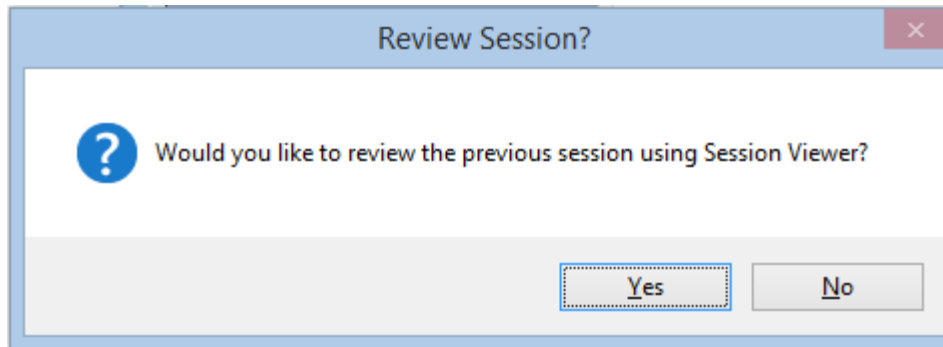 Review Session?
Would you like to review the previous session using Session Viewer?
Yes
No